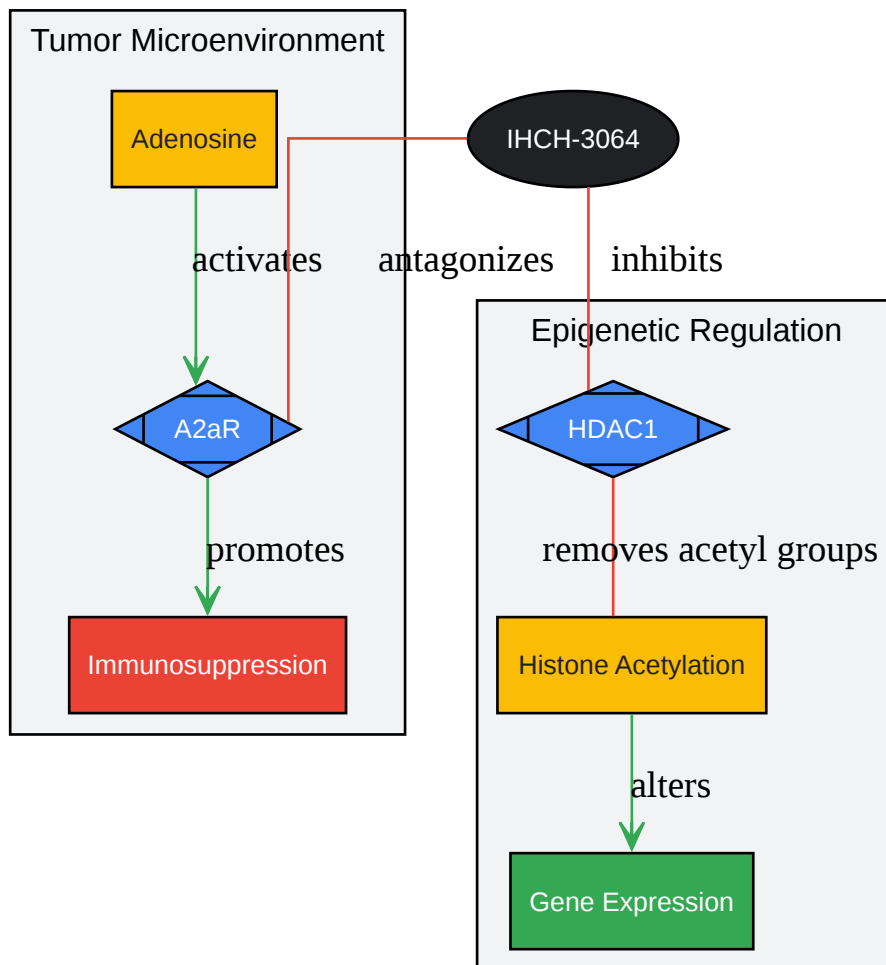 Tumor Microenvironment
Adenosine
IHCH-3064
activates
antagonizes
inhibits
Epigenetic Regulation
A2aR
HDAC1
promotes
removes acetyl groups
Immunosuppression
Histone Acetylation
alters
Gene Expression